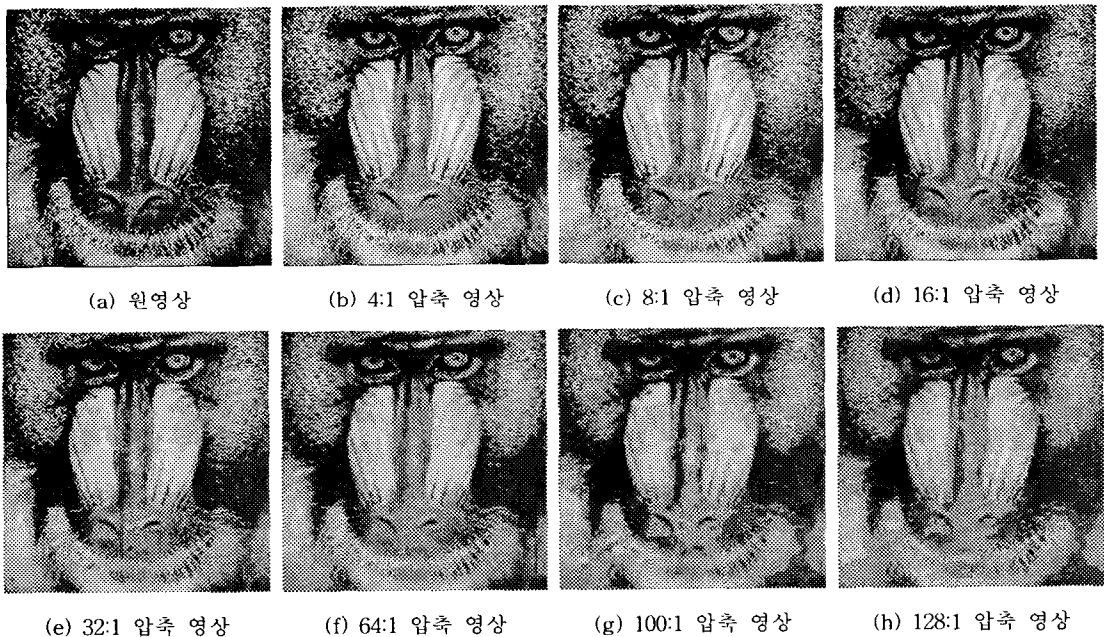 (a) 원영상
(b) 4:1 압축 영상
(c) 8:1 압축 영상
(d) 16:1 압축 영상
(e) 32:1 압축 영상
(f) 64:1 압축 영상
(g) 100:1 압축 영상
(h) 128:1 압축 영상